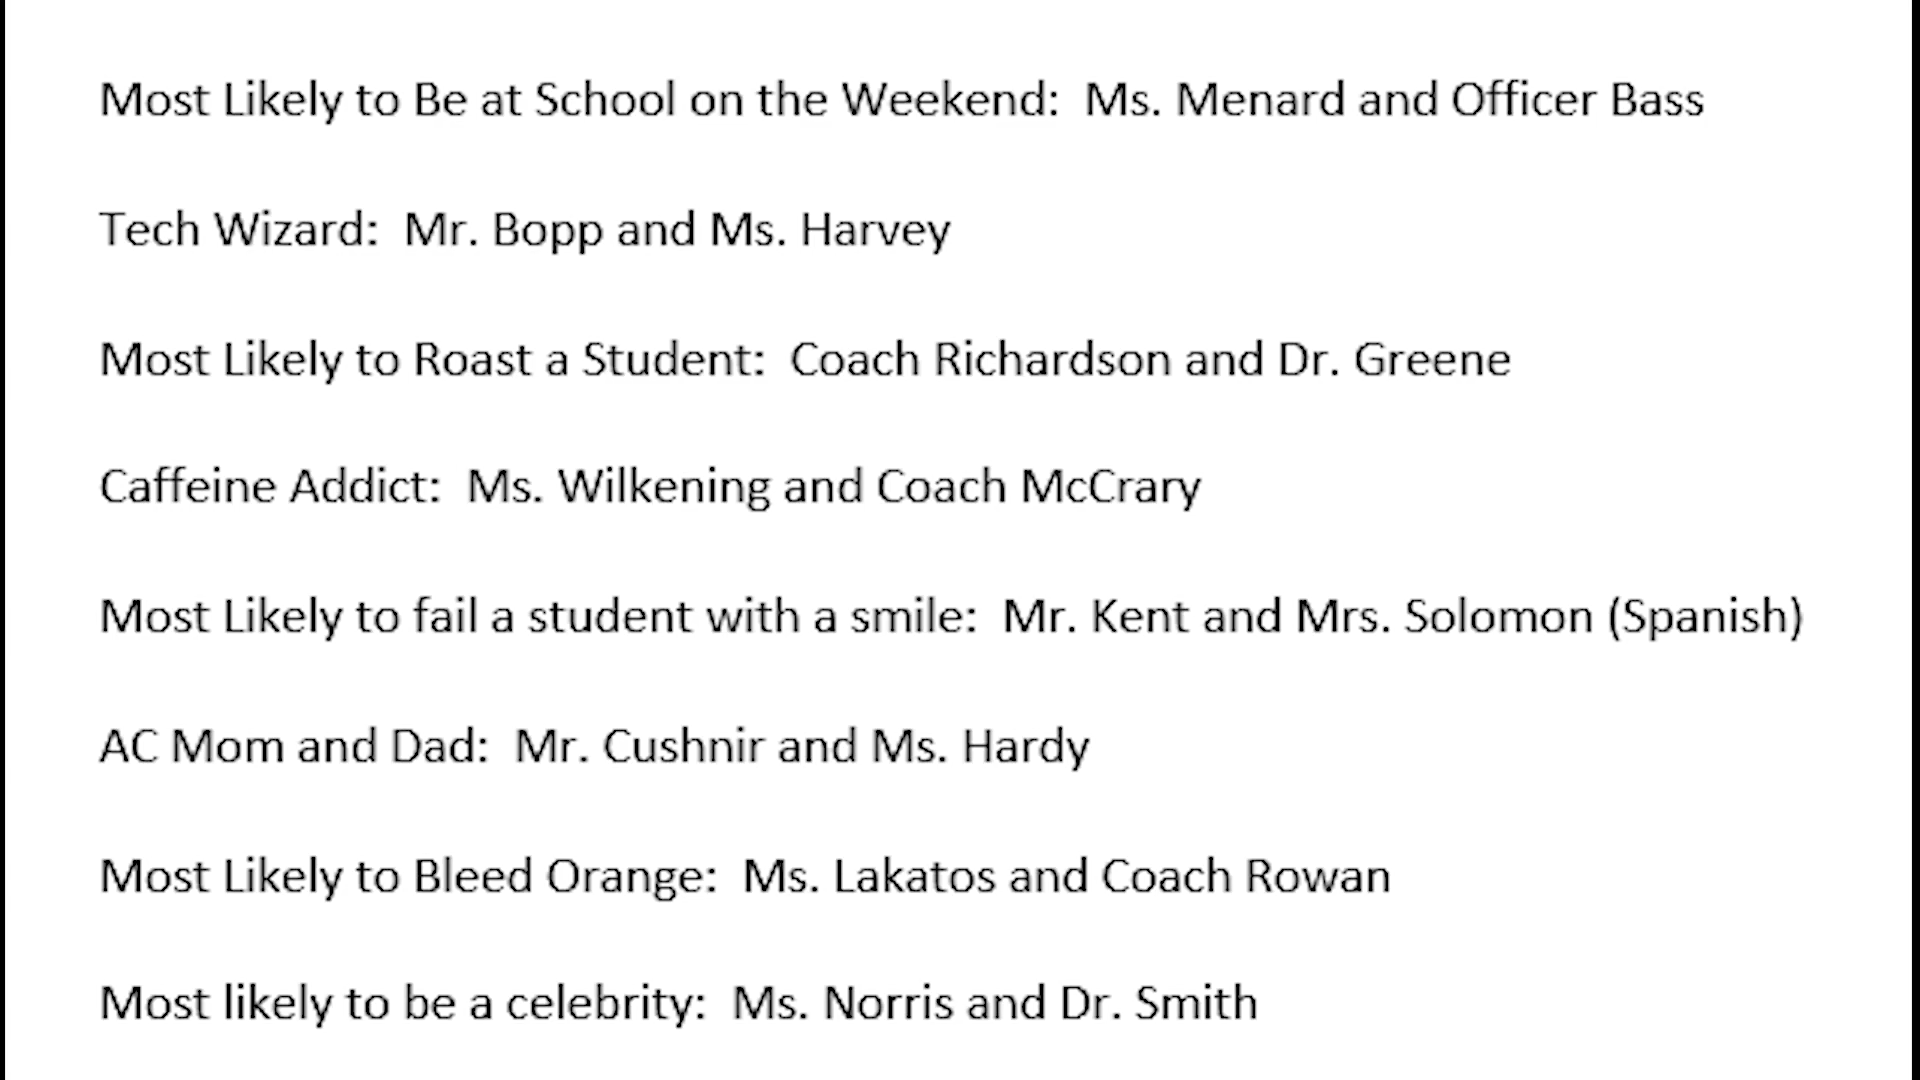 Most Likely to Be at School on the Weekend:  Ms. Menard and Officer Bass
Tech Wizard:  Mr. Bopp and Ms. Harvey
Most Likely to Roast a Student:  Coach Richardson and Dr. Greene
Caffeine Addict:  Ms. Wilkening and Coach McCrary
Most Likely to fail a student with a smile:  Mr. Kent and Mrs. Solomon (Spanish)
AC Mom and Dad:  Mr. Cushnir and Ms. Hardy
Most Likely to Bleed Orange:  Ms. Lakatos and Coach Rowan
Most likely to be a celebrity:  Ms. Norris and Dr. Smith